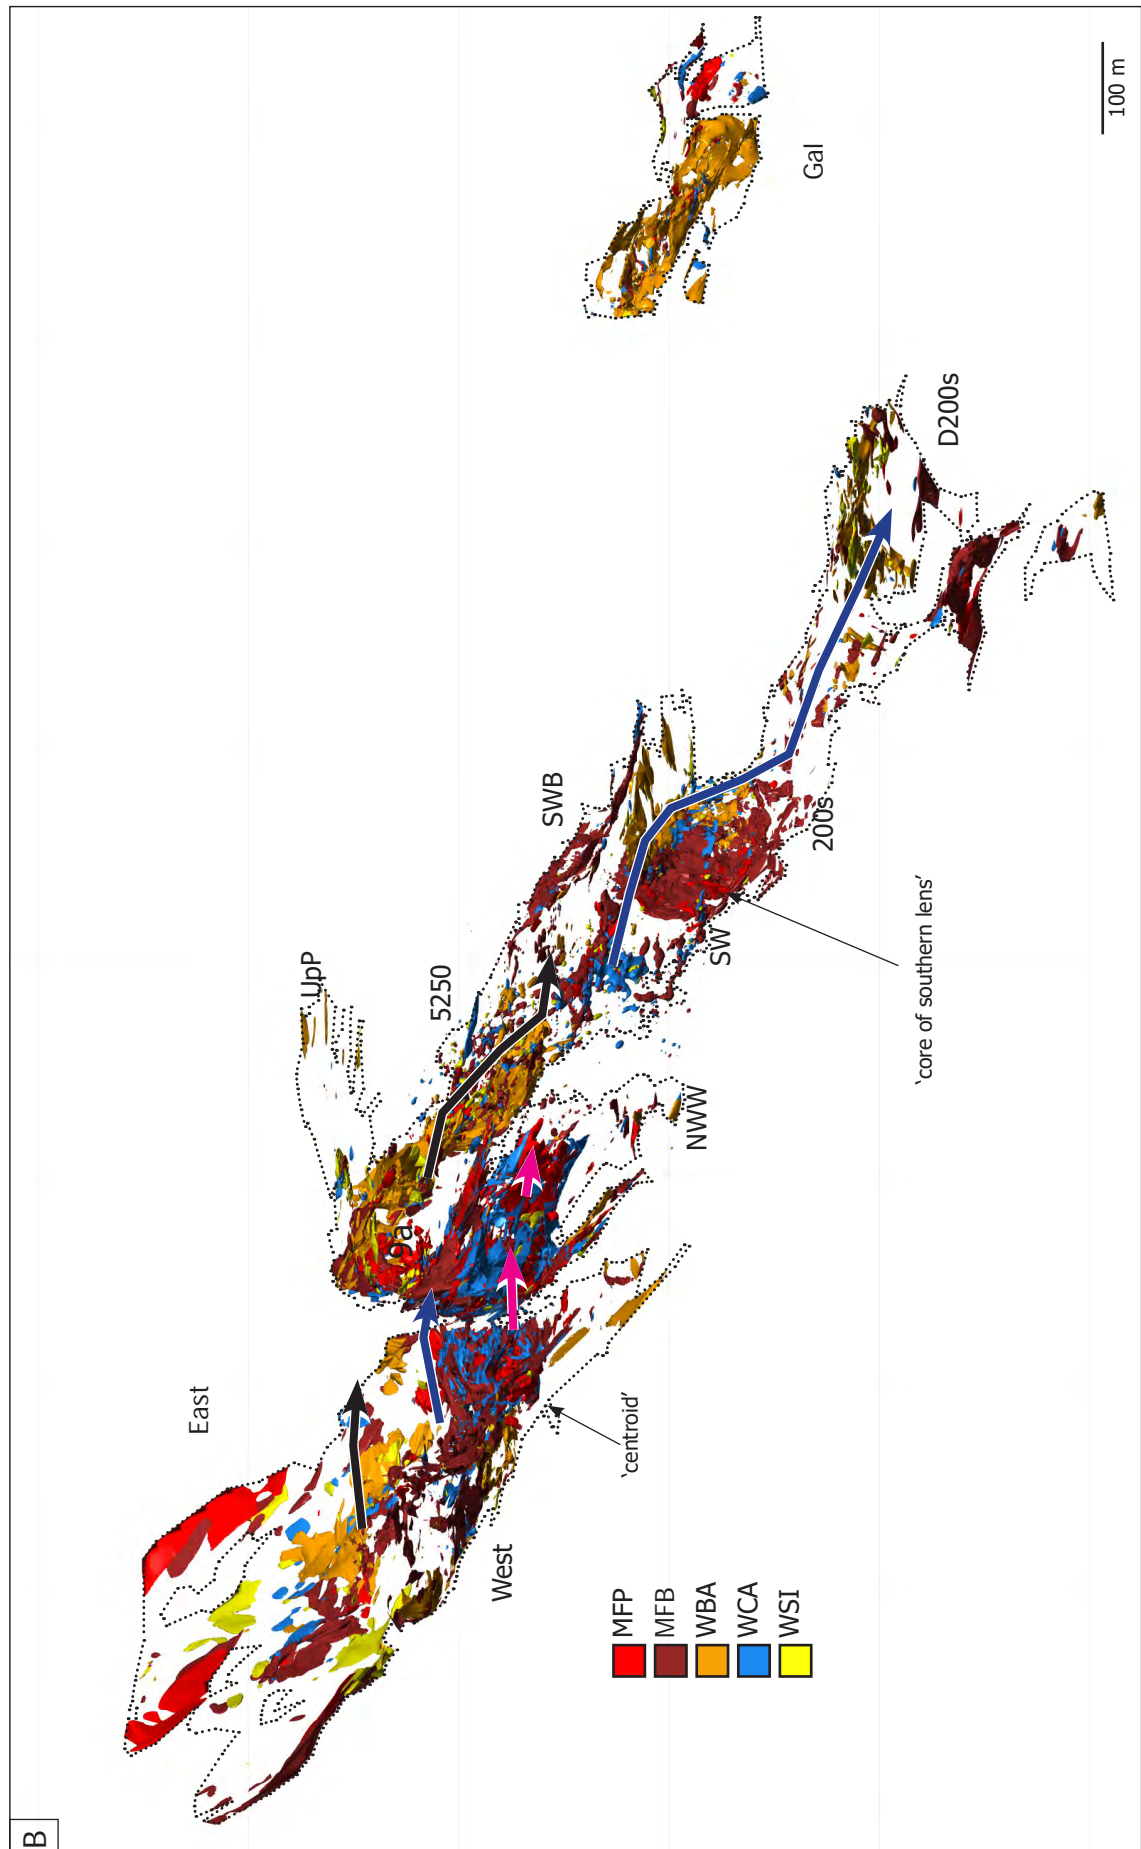 B
East
West
'centroid'
UpP
9a
5250
NWW
SWB
SW
200s
'core of southern lens'
D200s
Gal
100 m
MFP
MFB
WBA
WCA
WSI